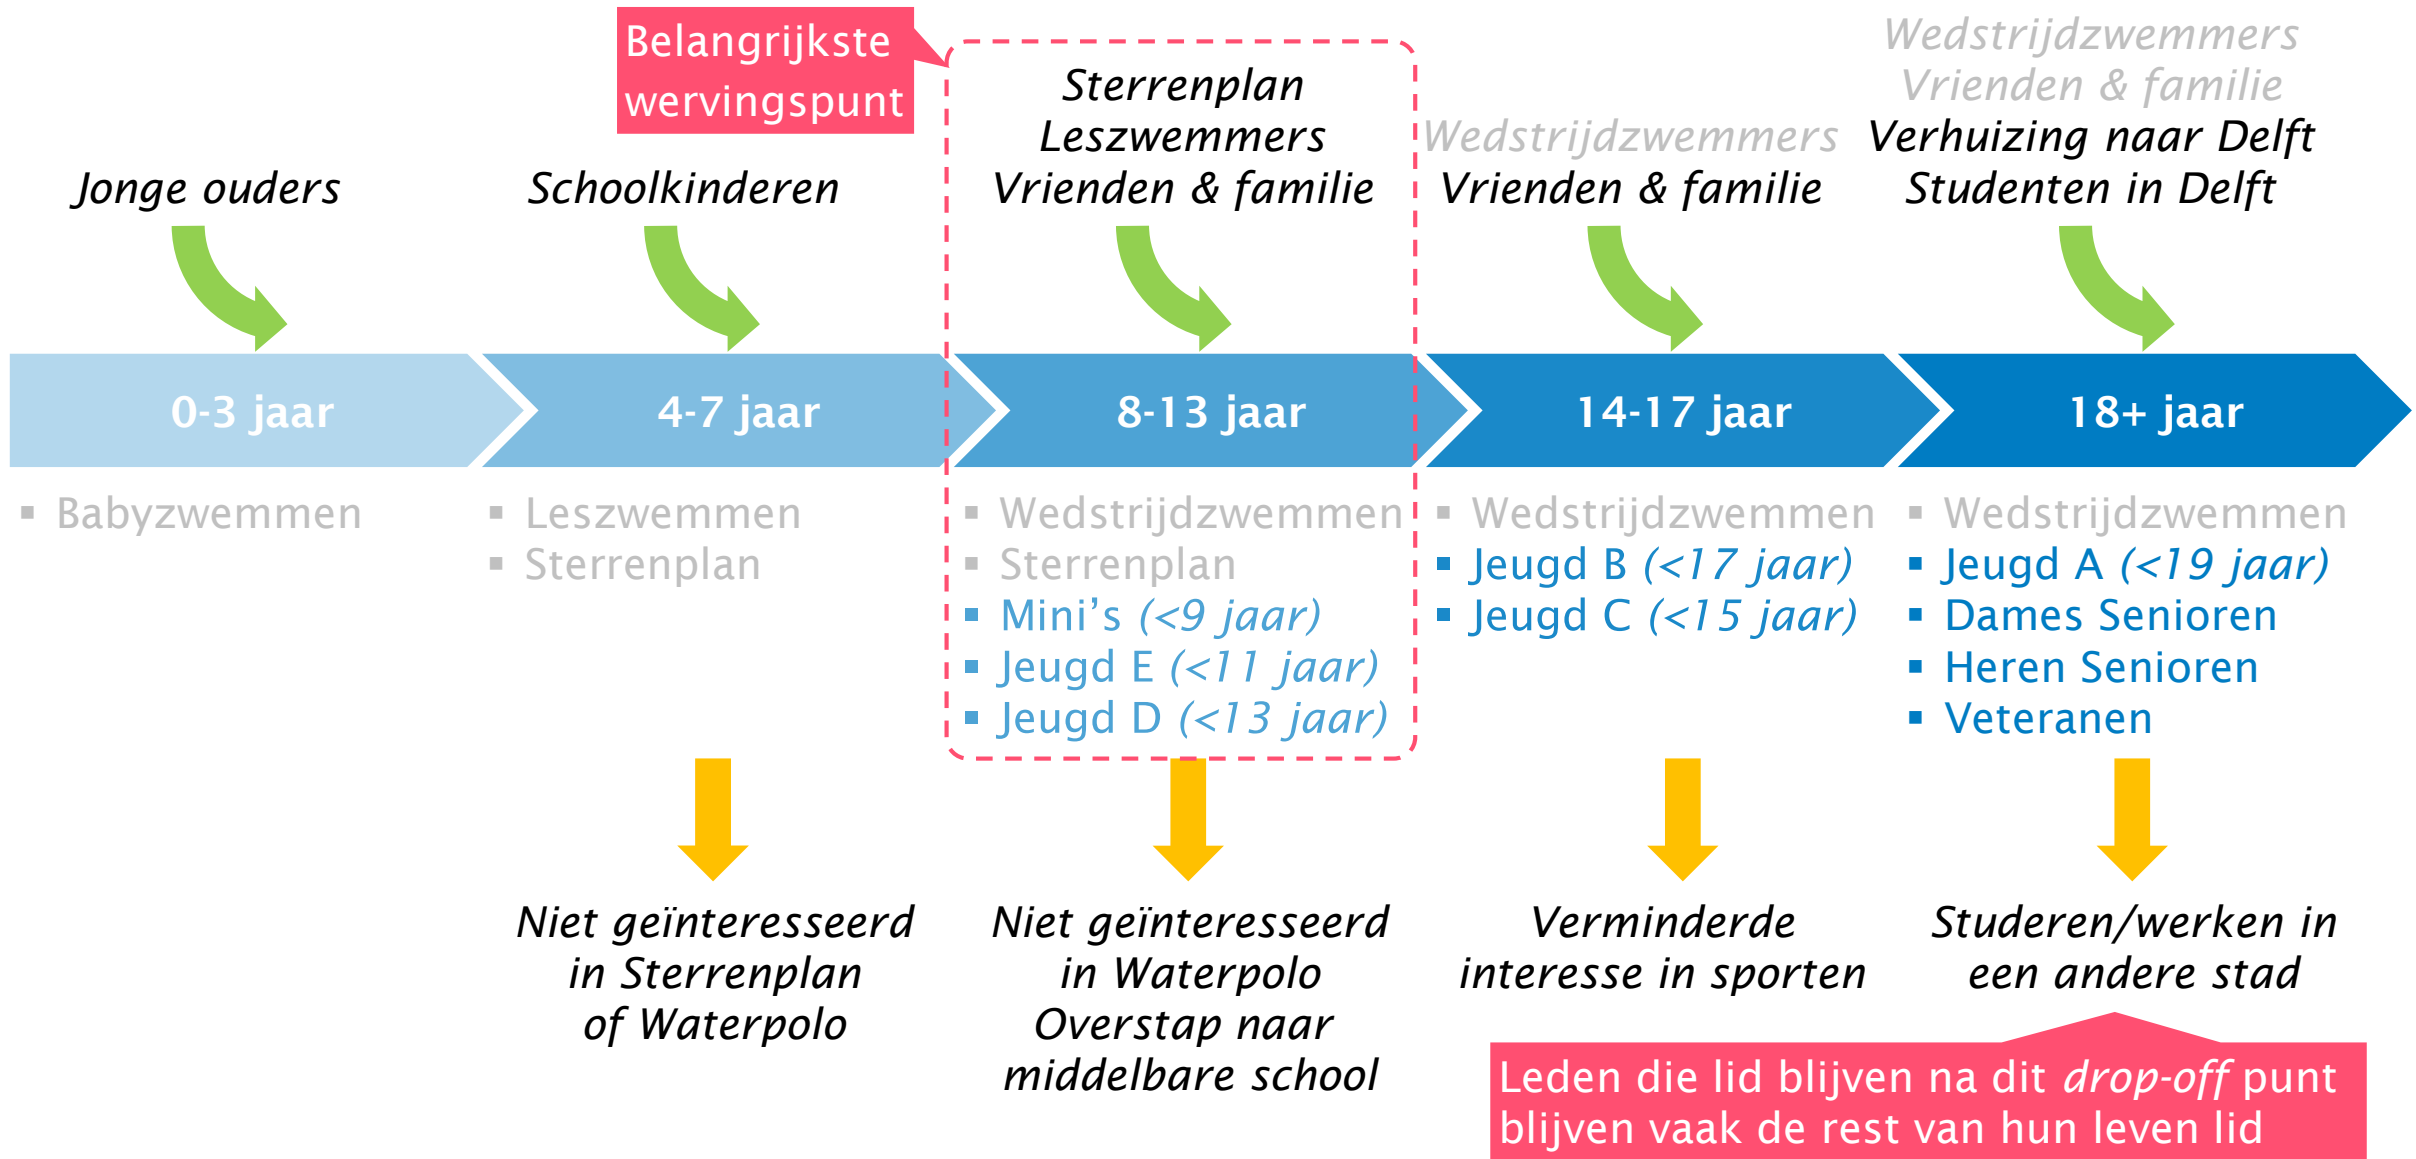 Belangrijkste
wervingspunt
Jonge ouders
Schoolkinderen
Sterrenplan
Leszwemmers
Vrienden & familie
Wedstrijdzwemmers
Vrienden & familie
Wedstrijdzwemmers
Vrienden & familie
Verhuizing naar Delft
Studenten in Delft
0-3 jaar
4-7 jaar
8-13 jaar
14-17 jaar
18+ jaar
▪ Babyzwemmen
▪ Leszwemmen
▪ Sterrenplan
▪ Wedstrijdzwemmen
▪ Sterrenplan
▪ Mini's (<9 jaar)
▪ Jeugd E (<11 jaar)
▪ Jeugd D (<13 jaar)
▪ Wedstrijdzwemmen
▪ Jeugd B (<17 jaar)
▪ Jeugd C (<15 jaar)
▪ Wedstrijdzwemmen
▪ Jeugd A (<19 jaar)
▪ Dames Senioren
▪ Heren Senioren
▪ Veteranen
Niet geïnteresseerd
in Sterrenplan
of Waterpolo
Niet geïnteresseerd
in Waterpolo
Overstap naar
middelbare school
Verminderde
interesse in sporten
Studeren/werken in
een andere stad
Leden die lid blijven na dit drop-off punt
blijven vaak de rest van hun leven lid